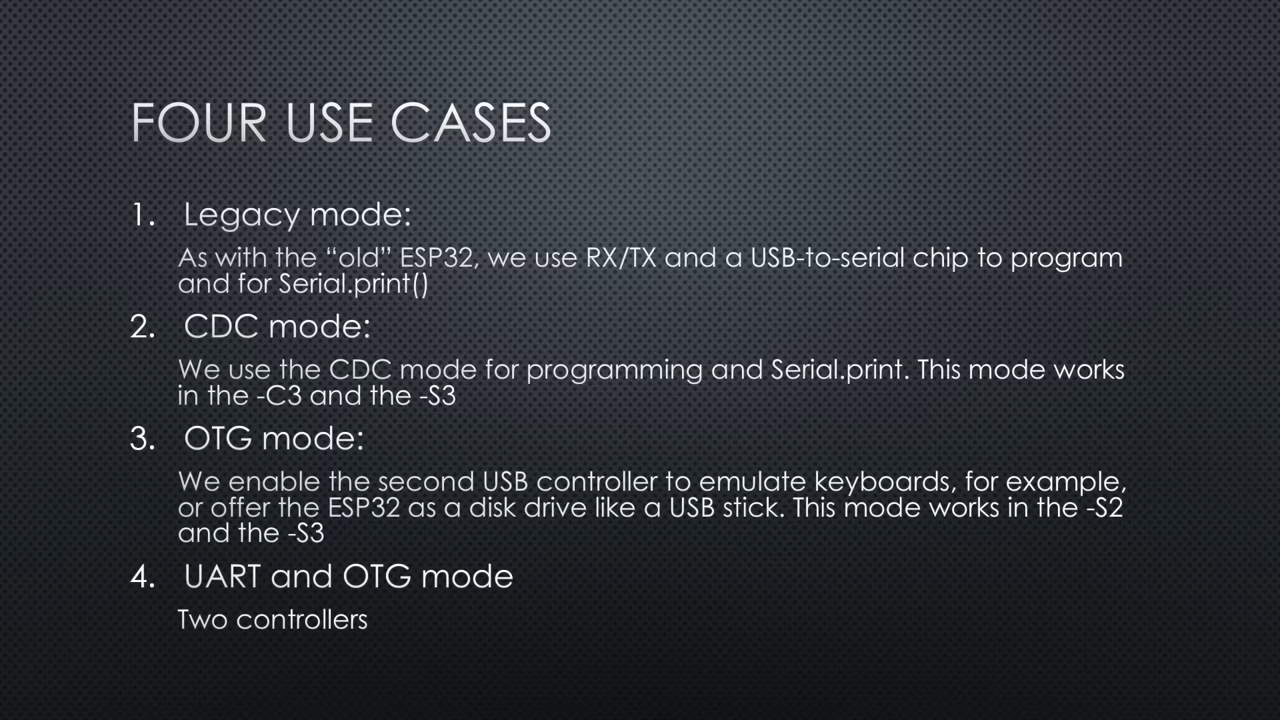 FOUR USE CASES
1. Legacy mode:
As with the “old” ESP32, we use RX/TX and a USB-to-serial chip to program
and for Serial.print()
2. CDC mode:
We use the CDC mode for programming and Serial.print. This mode works
in the -C3 and the -S3
3. OTG mode:
We enable the second USB controller to emulate keyboards, for example,
or offer the ESP32 as a disk drive like a USB stick. This mode works in the -S2
and the -S3
4. UART and OTG mode
Two controllers